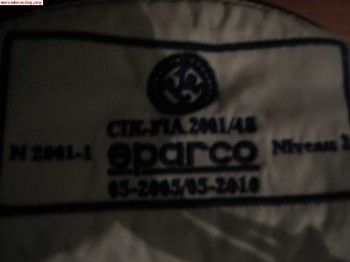 mercadoracing.org
CIK-FIA.2001/48
N 2001-1 sparco Niveau 2
05-2005/05-2010